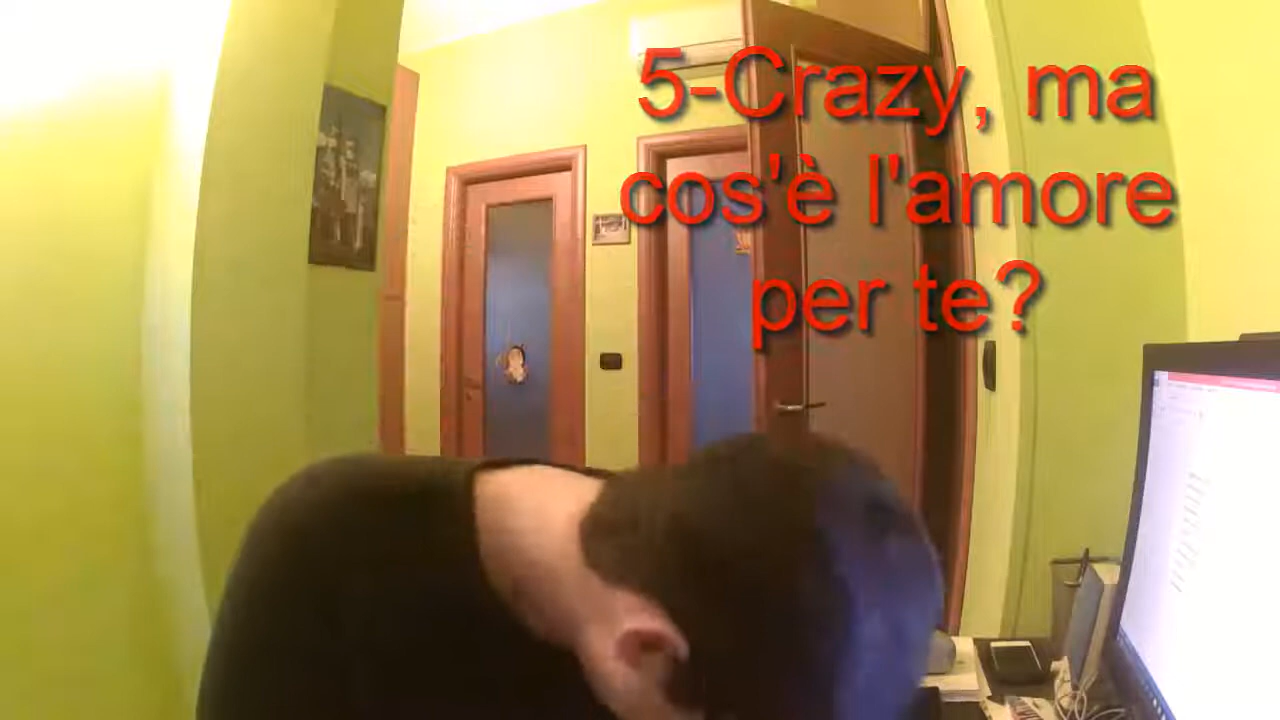 5-Crazy, ma
cos'è l'amore
per te?